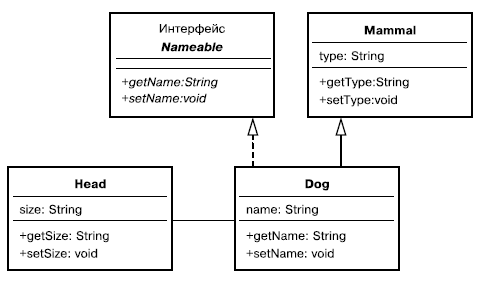 Интерфейс
Nameable
+getName:String
+setName:void
Mammal
type: String
+getType:String
+setType:void
Head
size: String
+getSize: String
+setSize: void
Dog
name: String
+getName: String
+setName: void